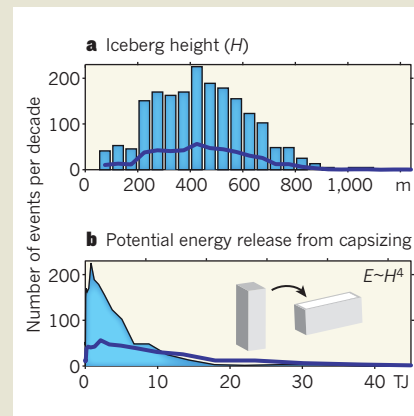 a Iceberg height (H)
200
100
0
0 200 400 600 800 1,000 m
Number of events per decade
b Potential energy release from capsizing
E~H⁴
200
100
0
0 10 20 30 40 TJ